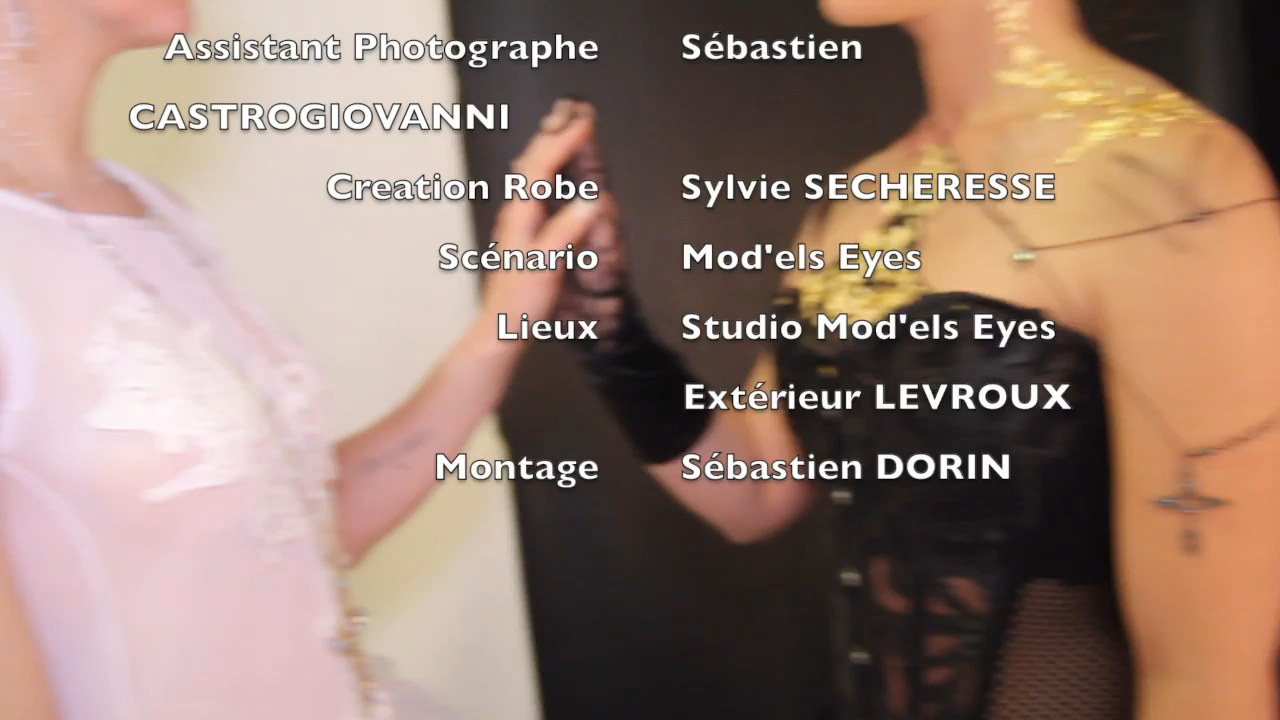 Assistant Photographe Sébastien
CASTROGIOVANNI
Creation Robe Sylvie SECHERESSE
Scénario Mod'els Eyes
Lieux Studio Mod'els Eyes
Extérieur LEVROUX
Montage Sébastien DORIN